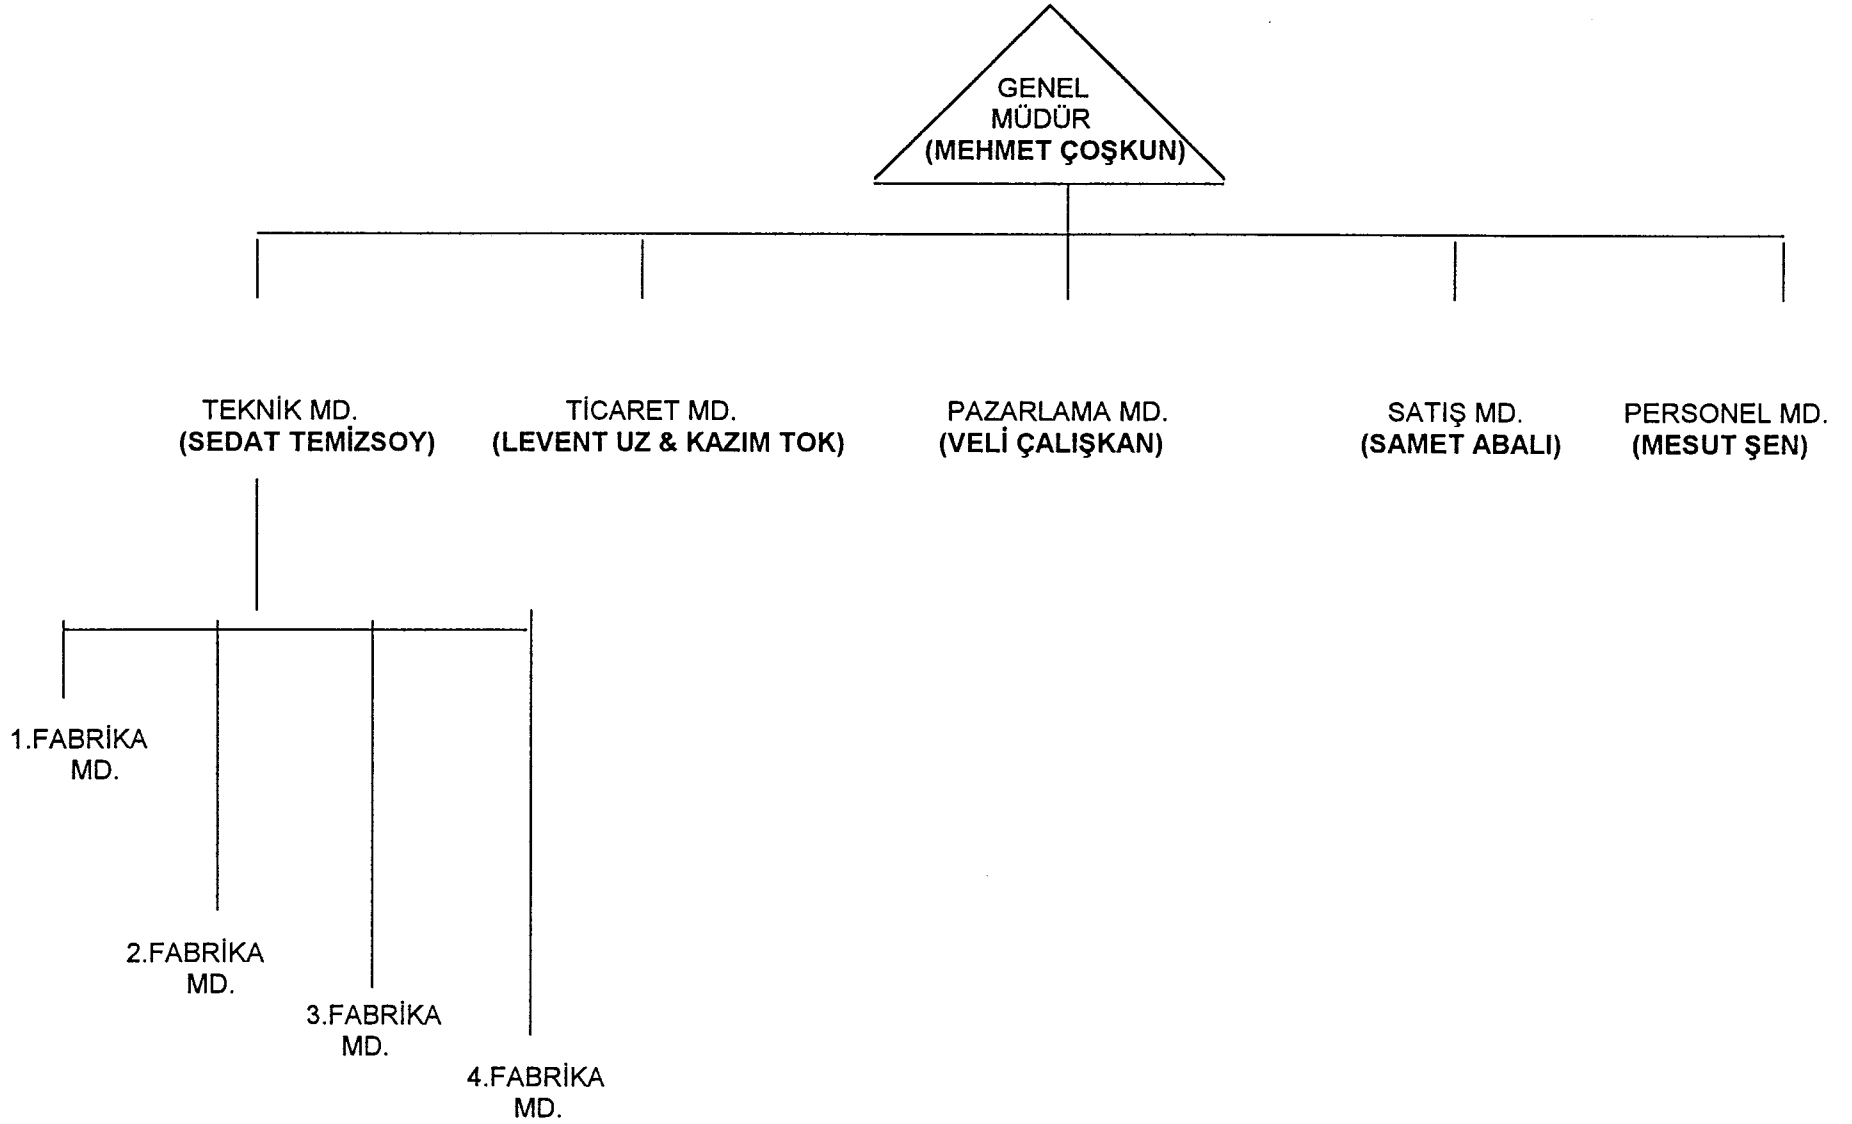 GENEL
MÜDÜR
(MEHMET ÇOŞKUN)
TEKNİK MD.
(SEDAT TEMİZSOY)
TİCARET MD.
(LEVENT UZ & KAZIM TOK)
PAZARLAMA MD.
(VELİ ÇALIŞKAN)
SATIŞ MD.
(SAMET ABALI)
PERSONEL MD.
(MESUT ŞEN)
1.FABRİKA
MD.
2.FABRİKA
MD.
3.FABRİKA
MD.
4.FABRİKA
MD.